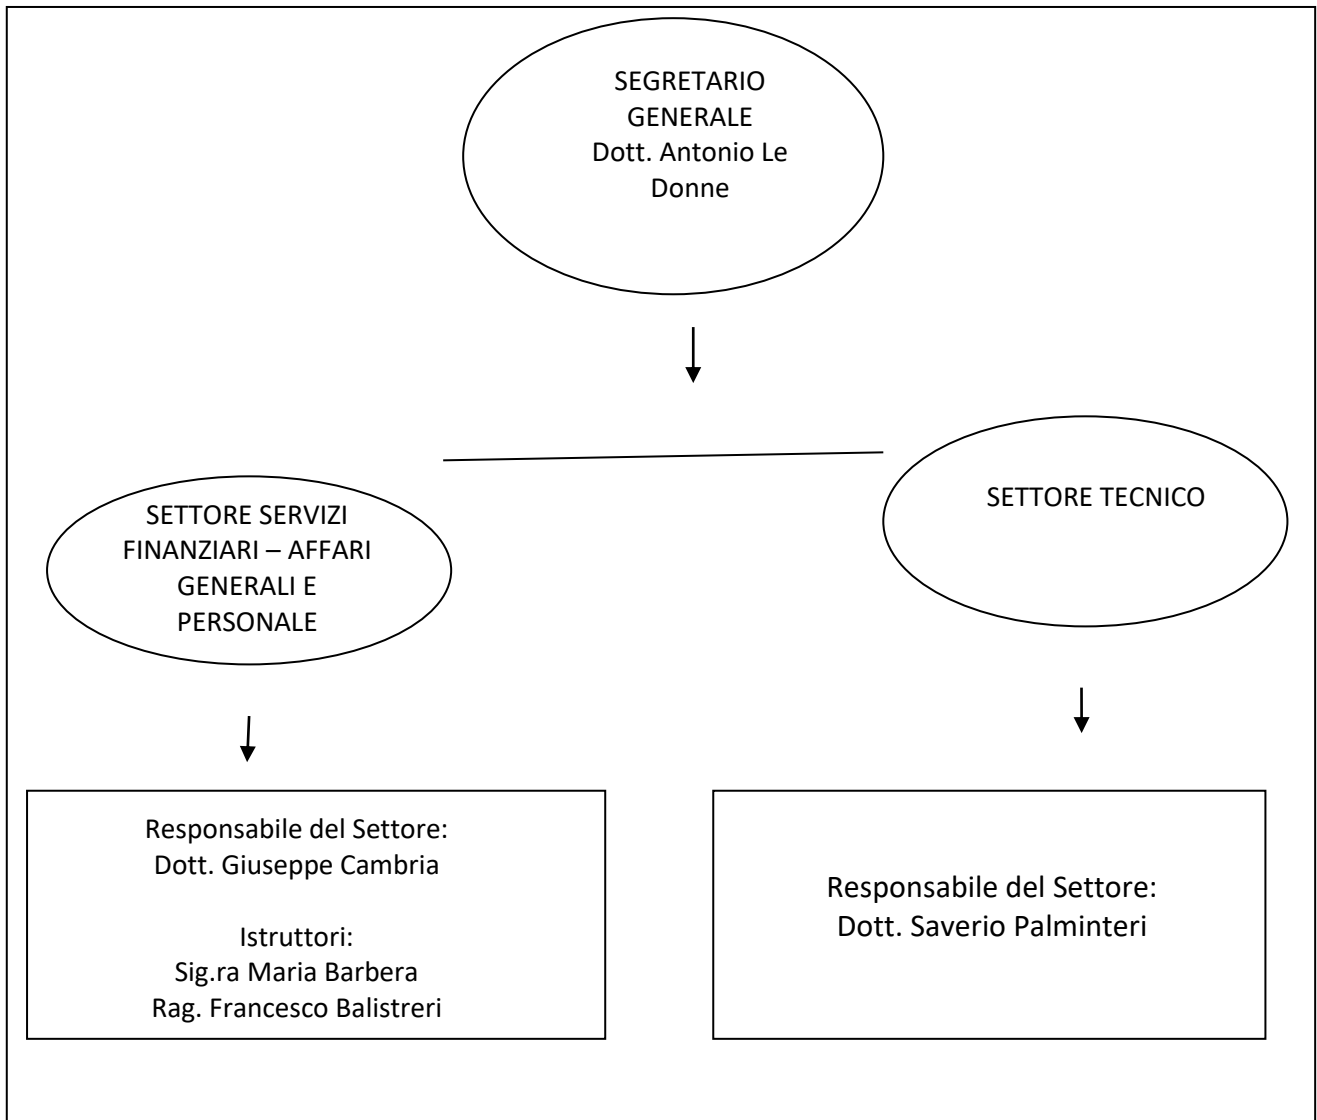 SEGRETARIO
GENERALE
Dott. Antonio Le
Donne
SETTORE SERVIZI
FINANZIARI – AFFARI
GENERALI E
PERSONALE
SETTORE TECNICO
Responsabile del Settore:
Dott. Giuseppe Cambria
Istruttori:
Sig.ra Maria Barbera
Rag. Francesco Balistreri
Responsabile del Settore:
Dott. Saverio Palminteri